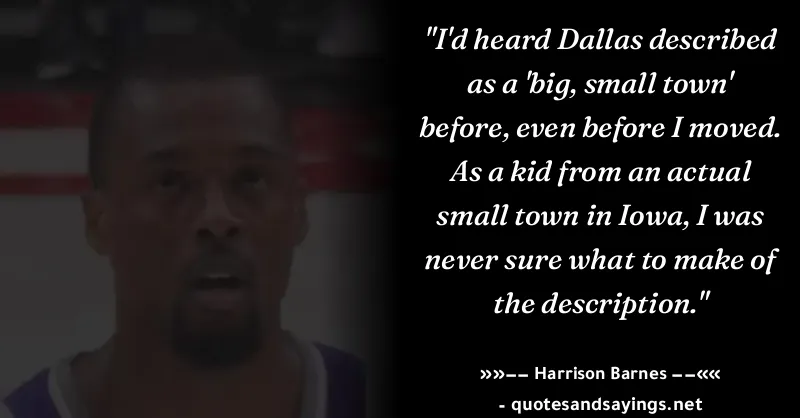 "I'd heard Dallas described
as a 'big, small town'
before, even before I moved.
As a kid from an actual
small town in Iowa, I was
never sure what to make of
the description."
»»−− Harrison Barnes −−««
- quotesandsayings.net